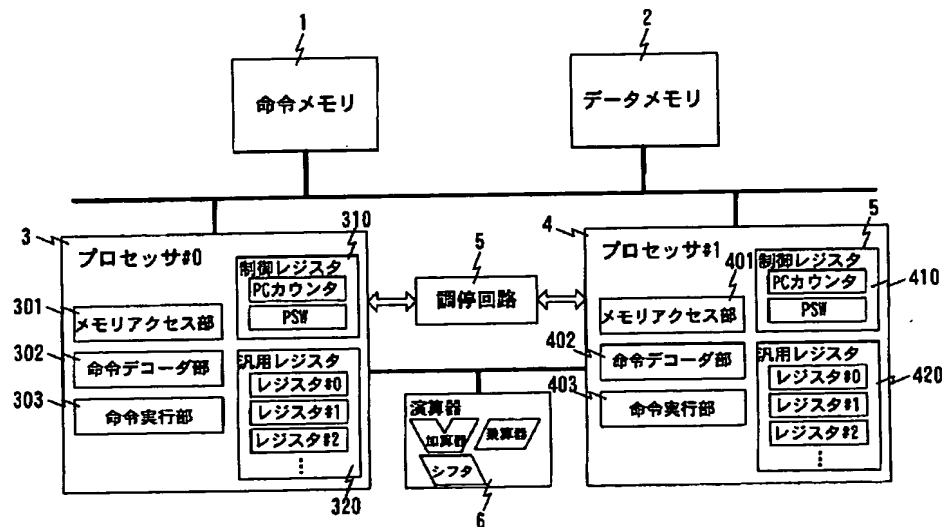 1
命令メモリ
2
データメモリ
3
プロセッサ#0
310
制御レジスタ
PCカウンタ
PSW
301
メモリアクセス部
302
命令デコーダ部
303
命令実行部
汎用レジスタ
レジスタ#0
レジスタ#1
レジスタ#2
⋮
320
5
調停回路
演算器
加算器
乗算器
シフタ
6
4
プロセッサ#1
5
401
制御レジスタ
PCカウンタ
410
PSW
メモリアクセス部
402
命令デコーダ部
403
命令実行部
汎用レジスタ
レジスタ#0
420
レジスタ#1
レジスタ#2
⋮